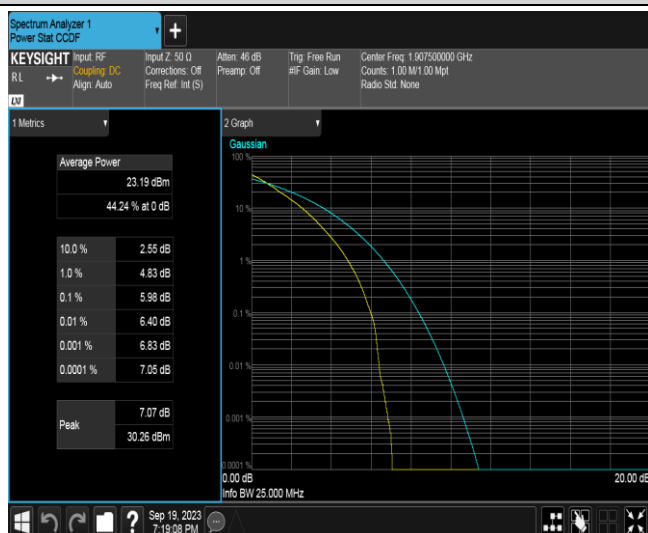 Spectrum Analyzer 1
Power Stat CCDF
+
KEYSIGHT Input: RF Input Z: 50 Ω Atten: 46 dB Trig: Free Run Center Freq: 1.907500000 GHz
RL Coupling: DC Corrections: Off Preamp: Off #IF Gain: Low Counts: 1.00 M/1.00 Mpt
Align: Auto Freq Ref: Int (S) Radio Std: None
LXI
1 Metrics
Average Power
23.19 dBm
44.24 % at 0 dB
10.0 % 2.55 dB
1.0 % 4.83 dB
0.1 % 5.98 dB
0.01 % 6.40 dB
0.001 % 6.83 dB
0.0001 % 7.05 dB
Peak 7.07 dB
30.26 dBm
2 Graph
Gaussian
100 %
10 %
1 %
0.1 %
0.01 %
0.001 %
0.0001 %
0.00 dB 20.00 dB
Info BW 25.000 MHz
? Sep 19, 2023
7:19:08 PM